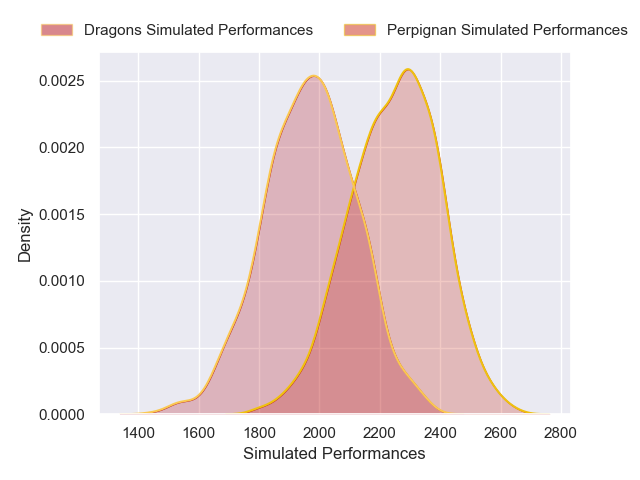 Dragons Simulated Performances
Perpignan Simulated Performances
Density
0.0025
0.0020
0.0015
0.0010
0.0005
0.0000
1400 1600 1800 2000 2200 2400 2600 2800
Simulated Performances